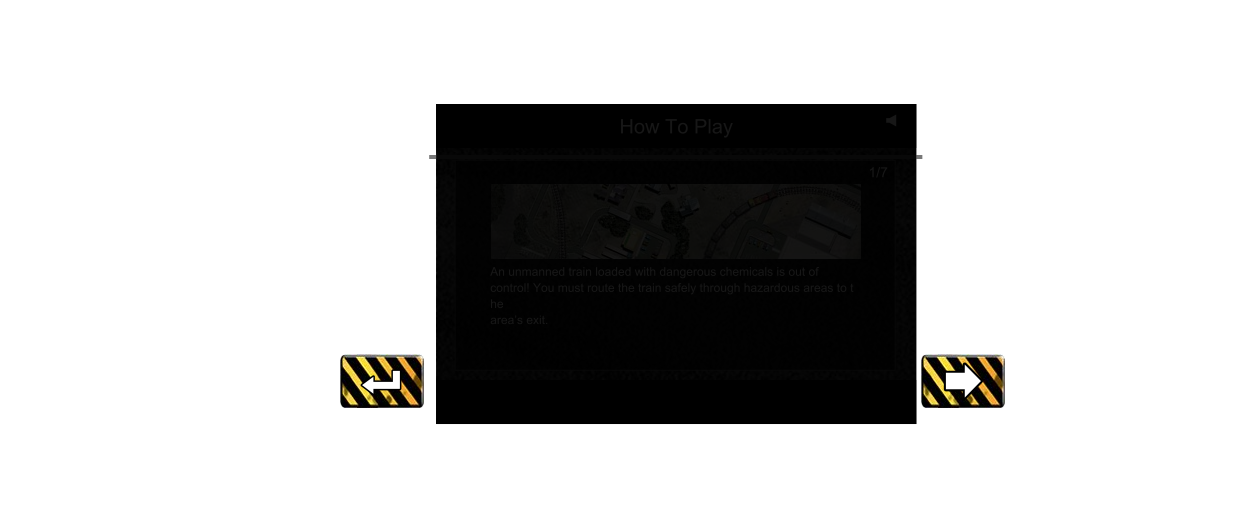 How To Play
1/7
An unmanned train loaded with dangerous chemicals is out of
control! You must route the train safely through hazardous areas to t
he
area's exit.